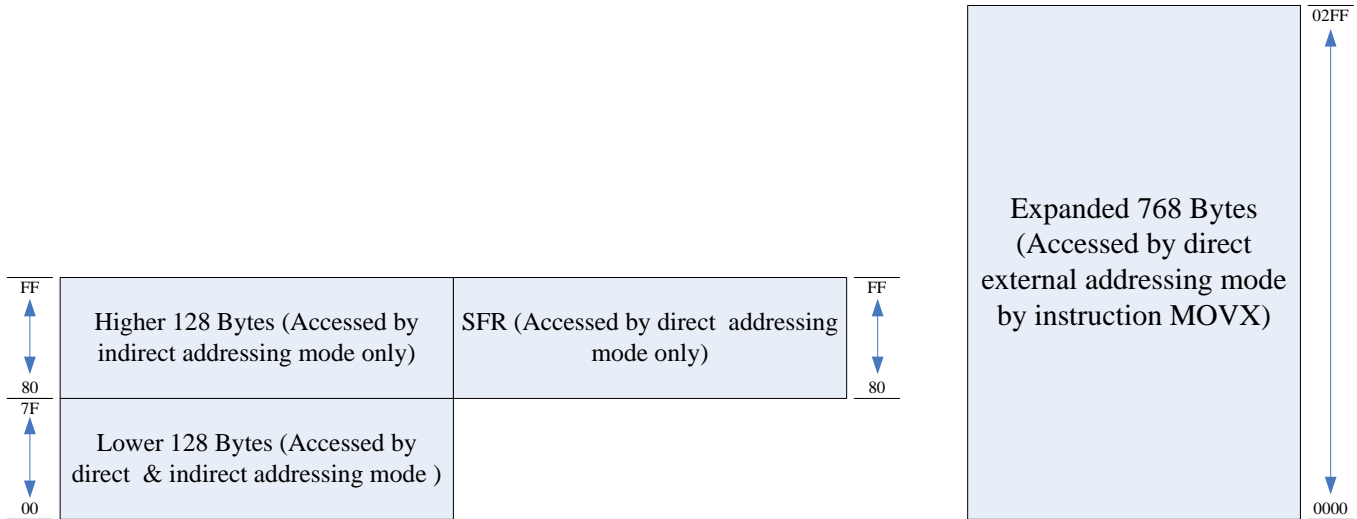 02FF
Expanded 768 Bytes
(Accessed by direct
external addressing mode
by instruction MOVX)
0000
FF
Higher 128 Bytes (Accessed by
indirect addressing mode only)
80
SFR (Accessed by direct addressing
mode only)
FF
80
7F
Lower 128 Bytes (Accessed by
direct & indirect addressing mode )
00